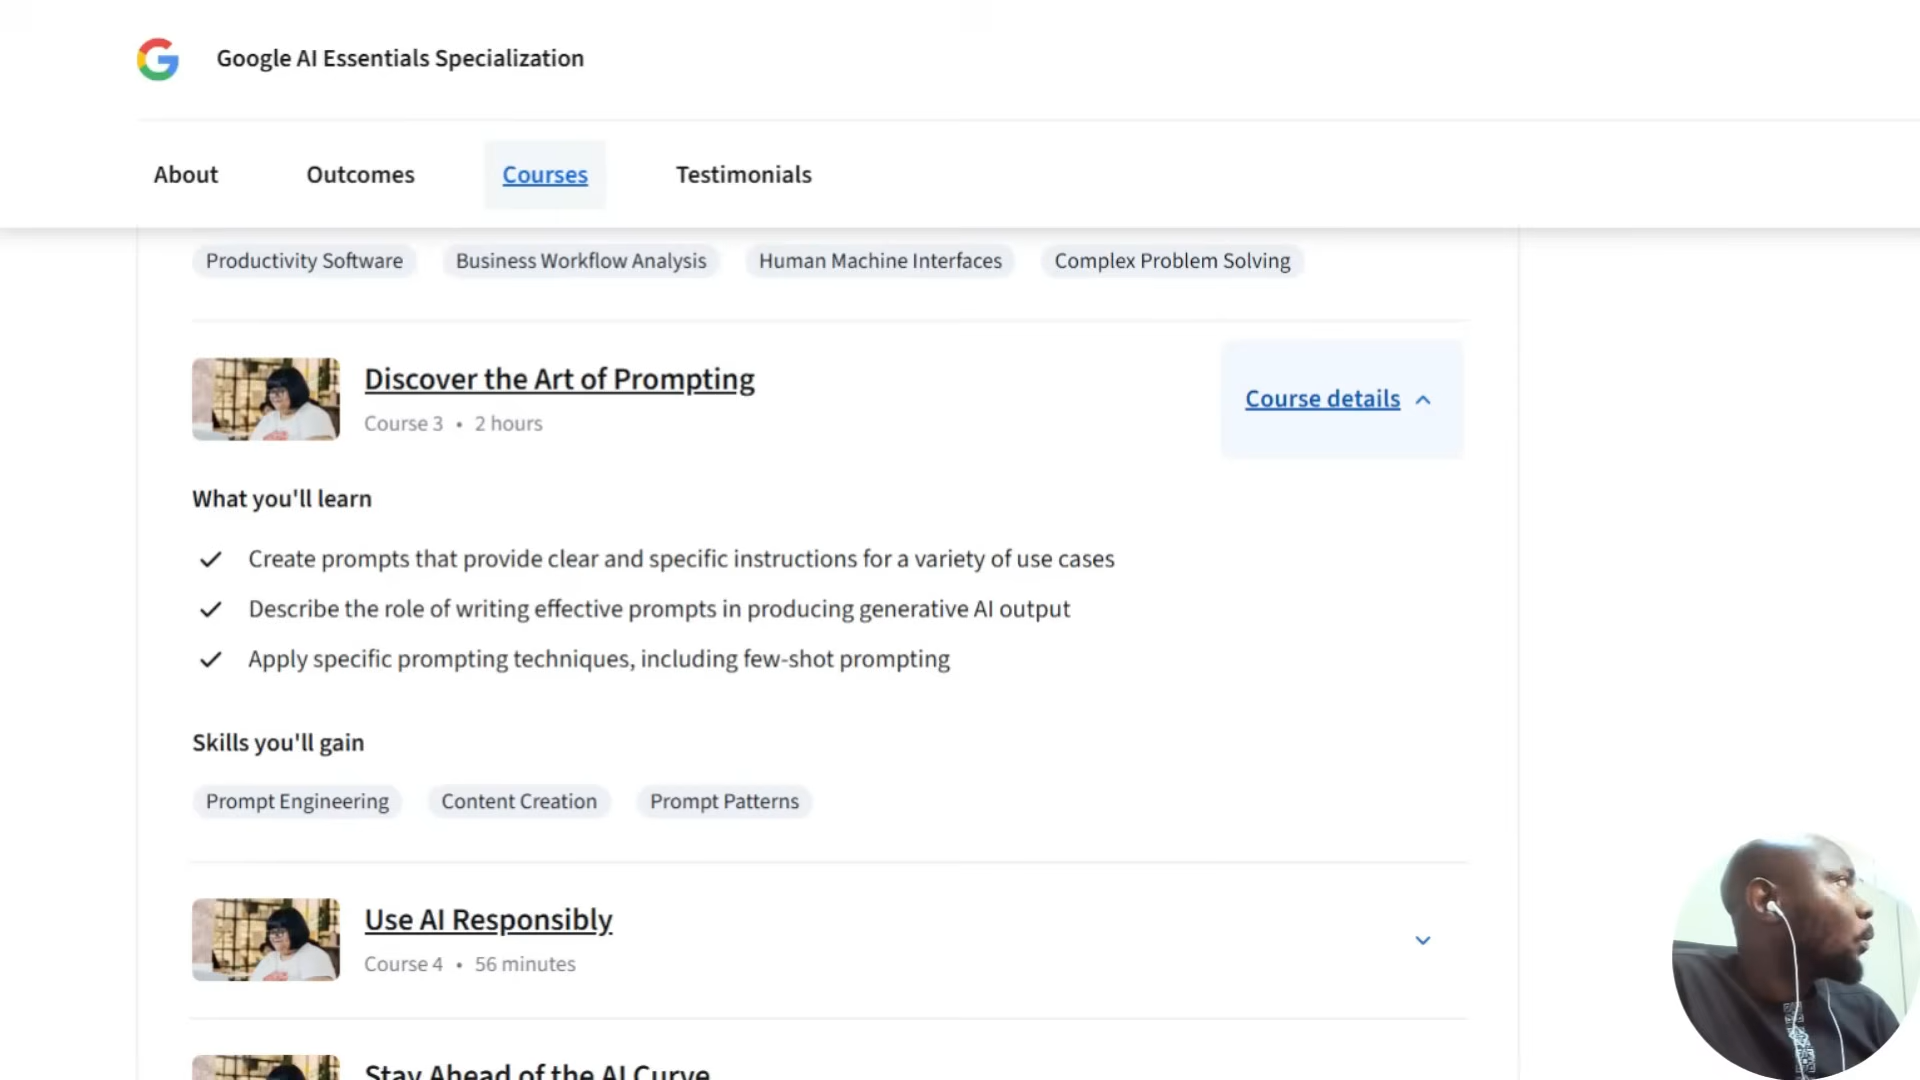 Google AI Essentials Specialization
About Outcomes Courses Testimonials
Productivity Software Business Workflow Analysis Human Machine Interfaces Complex Problem Solving
Discover the Art of Prompting
Course details
Course 3 • 2 hours
What you'll learn
Create prompts that provide clear and specific instructions for a variety of use cases
Describe the role of writing effective prompts in producing generative AI output
Apply specific prompting techniques, including few-shot prompting
Skills you'll gain
Prompt Engineering Content Creation Prompt Patterns
Use AI Responsibly
Course 4 • 56 minutes
Stay Ahead of the AI Curve